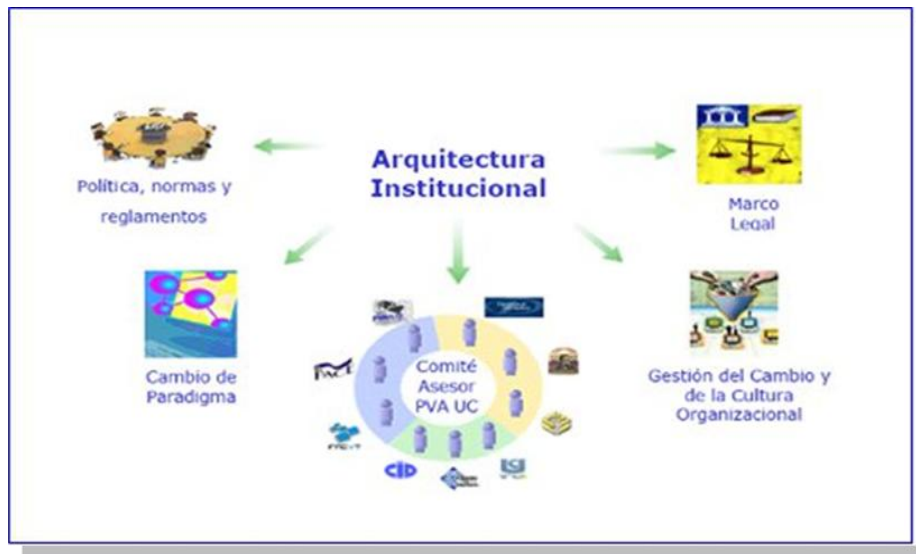 Arquitectura
Institucional
Política, normas y
reglamentos
Marco
Legal
Cambio de
Paradigma
Comité
Asesor
PVA UC
Gestión del Cambio y
de la Cultura
Organizacional
PACE
CID